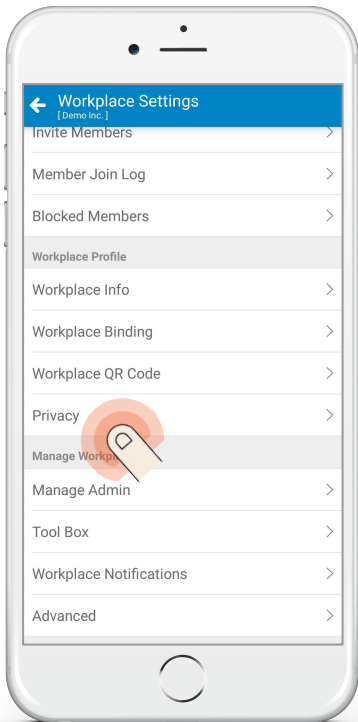 Workplace Settings
[ Demo Inc. ]
Invite Members
Member Join Log
Blocked Members
Workplace Profile
Workplace Info
Workplace Binding
Workplace QR Code
Privacy
Manage
Manage Admin
Tool Box
Workplace Notifications
Advanced